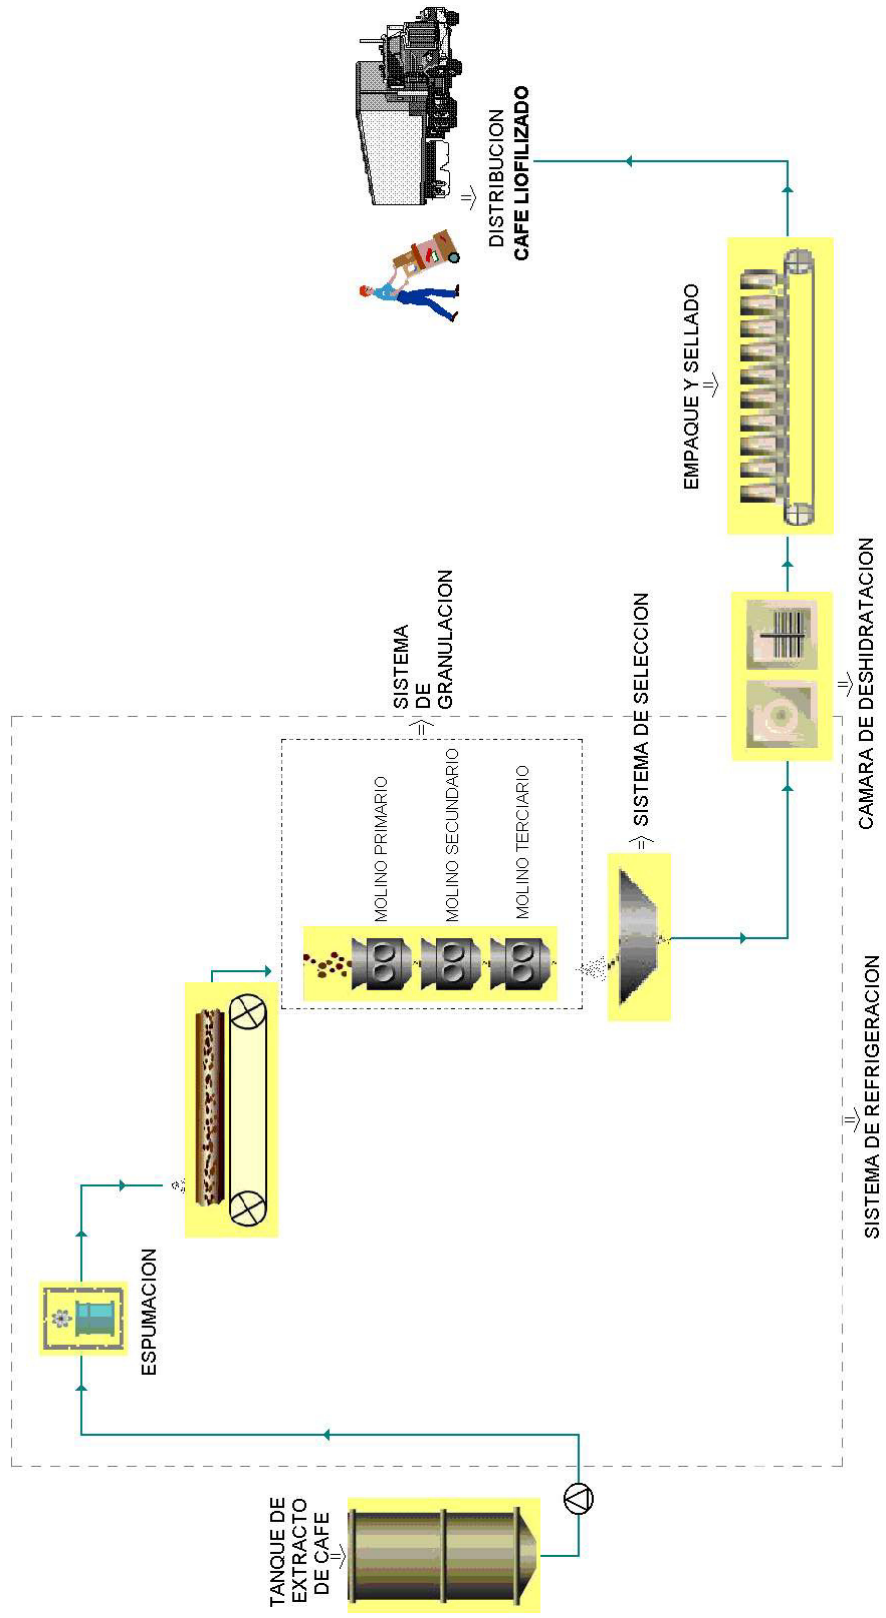 TANQUE DE
EXTRACTO
DE CAFE
ESPUMACION
SISTEMA
DE
GRANULACION
MOLINO PRIMARIO
MOLINO SECUNDARIO
MOLINO TERCIARIO
SISTEMA DE SELECCION
SISTEMA DE REFRIGERACION
CAMARA DE DESHIDRATACION
EMPAQUE Y SELLADO
DISTRIBUCION
CAFE LIOFILIZADO